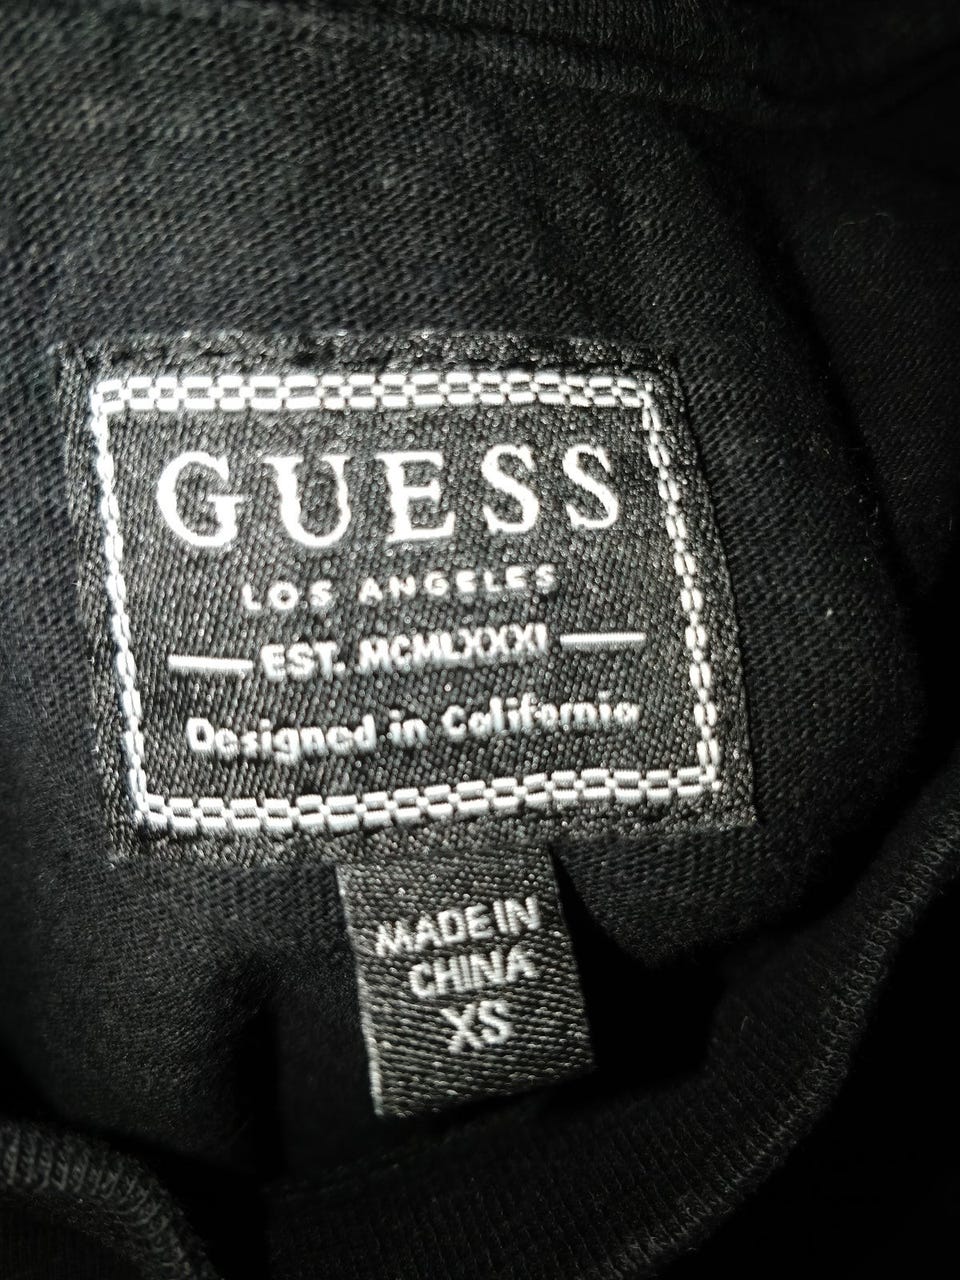 GUESS
LOS ANGELES
EST. MCMLXXXI
Designed in California
MADE IN
CHINA
XS